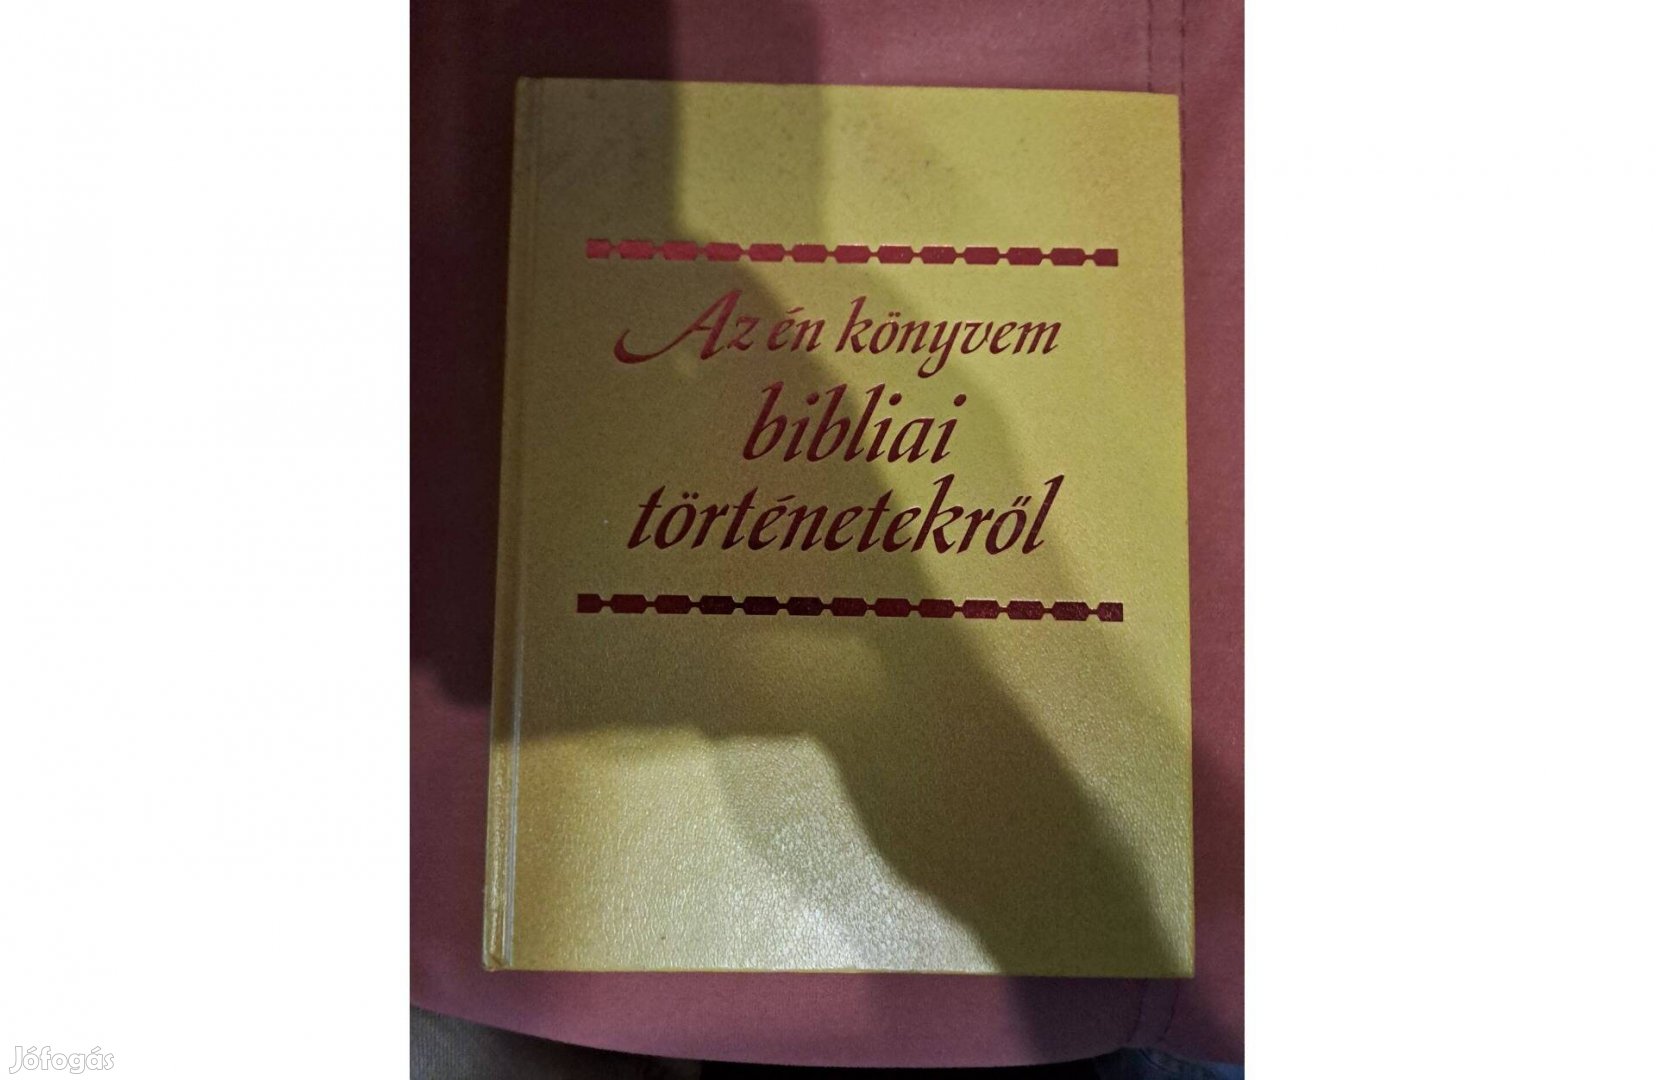 Az én könyvem
bibliai
történetekről
Jófogás